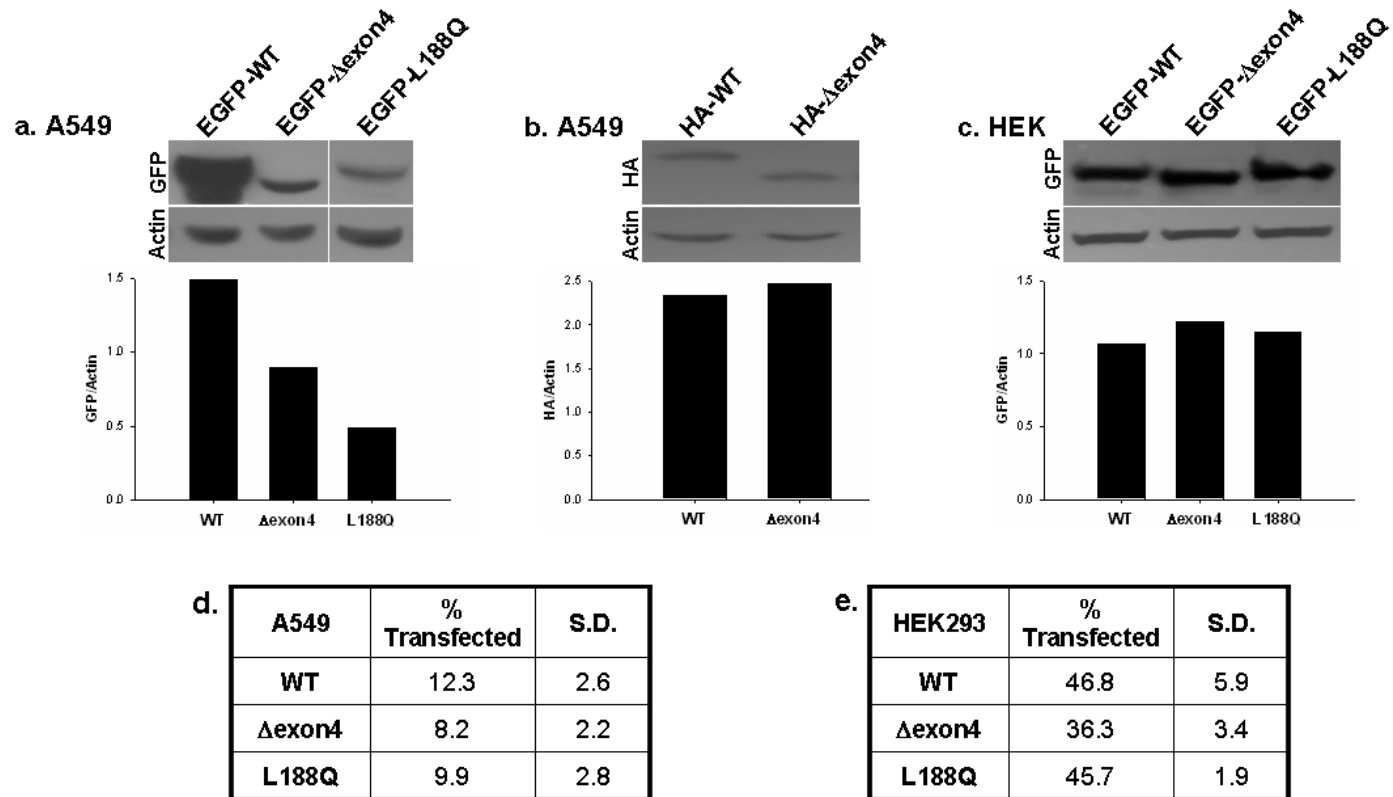 a. A549
EGFP-WT
EGFP-Δexon4
EGFP-L188Q
GFP
Actin
GFP/Actin
1.5
1.0
0.5
0.0
WT Δexon4 L188Q
b. A549
HA-WT
HA-Δexon4
HA
Actin
HA/Actin
2.5
2.0
1.5
1.0
0.5
0.0
WT Δexon4
c. HEK
EGFP-WT
EGFP-Δexon4
EGFP-L188Q
GFP
Actin
GFP/Actin
1.5
1.0
0.5
0.0
WT Δexon4 L188Q
d.
A549 % Transfected S.D.
WT 12.3 2.6
Δexon4 8.2 2.2
L188Q 9.9 2.8
e.
HEK293 % Transfected S.D.
WT 46.8 5.9
Δexon4 36.3 3.4
L188Q 45.7 1.9